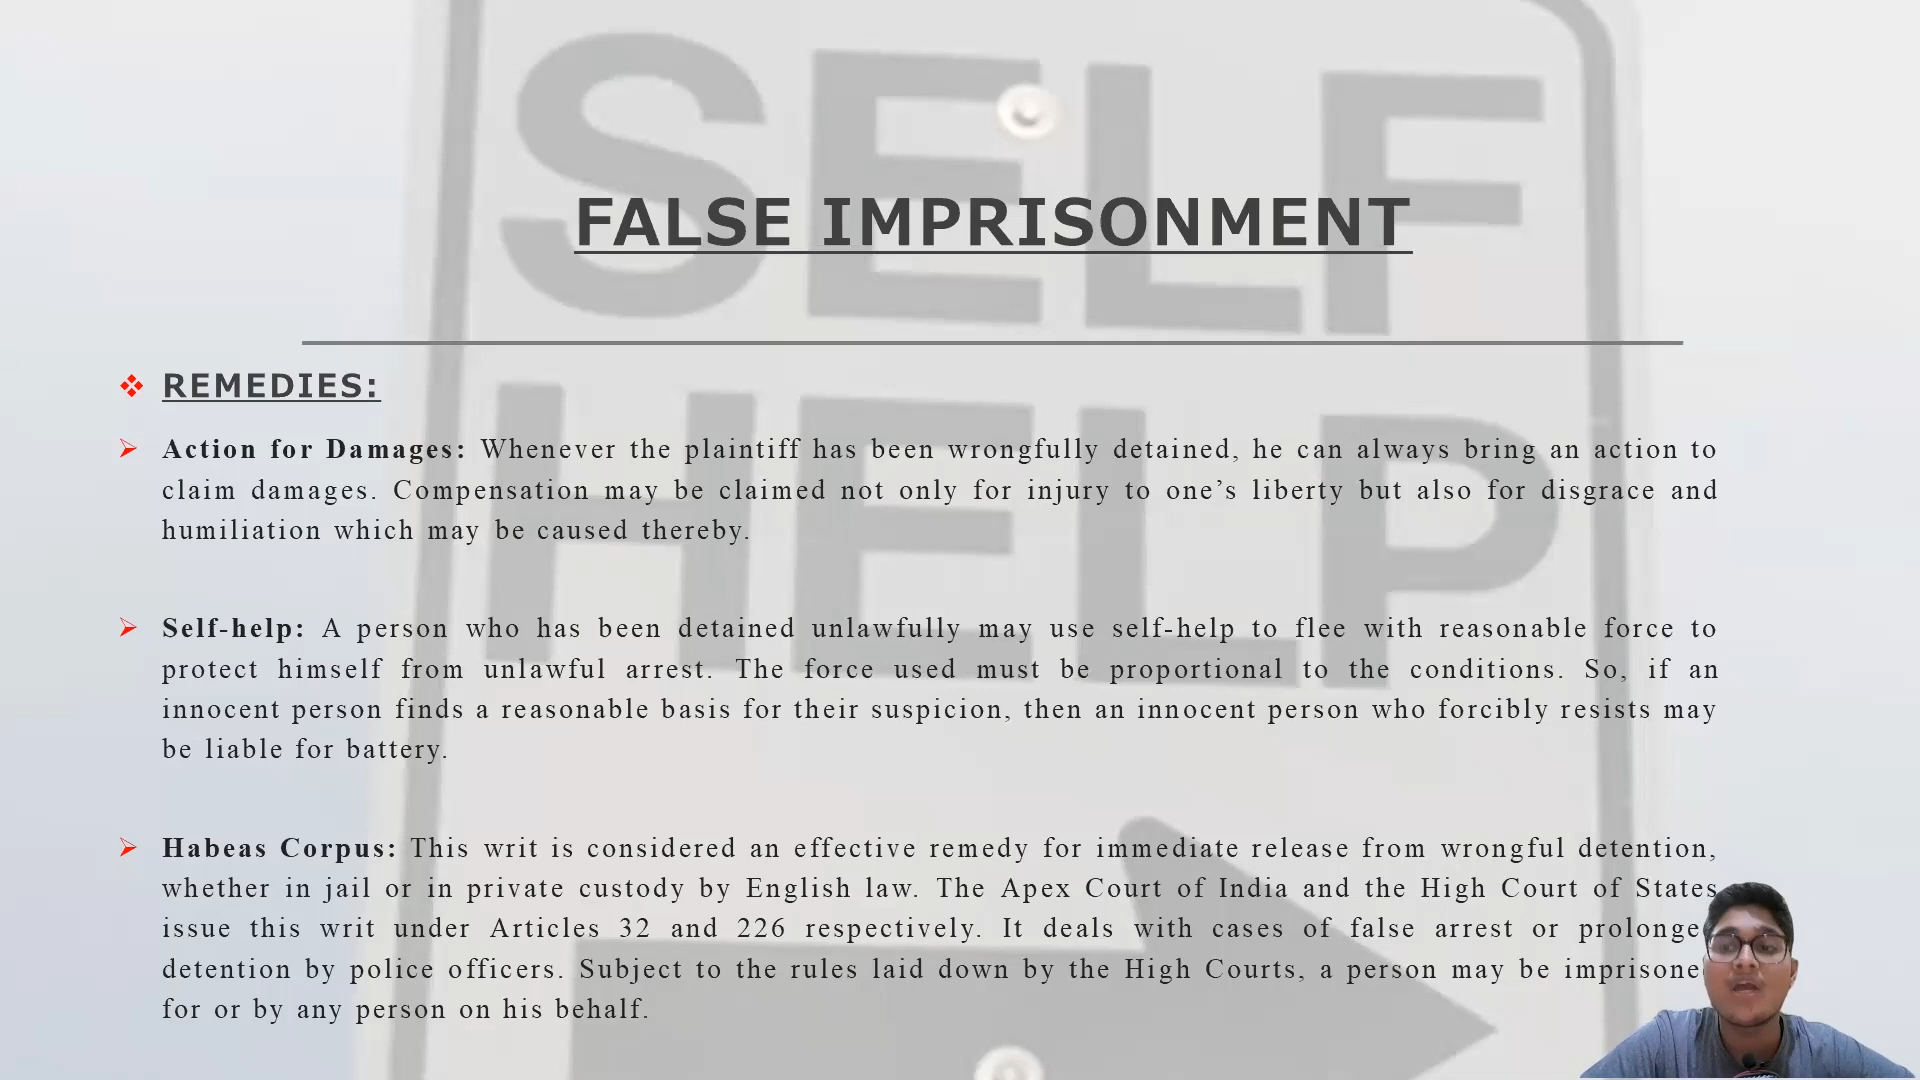 SELF
FALSE IMPRISONMENT
HELP
❖ REMEDIES:
➢ Action for Damages: Whenever the plaintiff has been wrongfully detained, he can always bring an action to
claim damages. Compensation may be claimed not only for injury to one’s liberty but also for disgrace and
humiliation which may be caused thereby.
➢ Self-help: A person who has been detained unlawfully may use self-help to flee with reasonable force to
protect himself from unlawful arrest. The force used must be proportional to the conditions. So, if an
innocent person finds a reasonable basis for their suspicion, then an innocent person who forcibly resists may
be liable for battery.
➢ Habeas Corpus: This writ is considered an effective remedy for immediate release from wrongful detention,
whether in jail or in private custody by English law. The Apex Court of India and the High Court of States
issue this writ under Articles 32 and 226 respectively. It deals with cases of false arrest or
detention by police officers. Subject to the rules laid down by the High Courts, a person may be
for or by any person on his behalf.